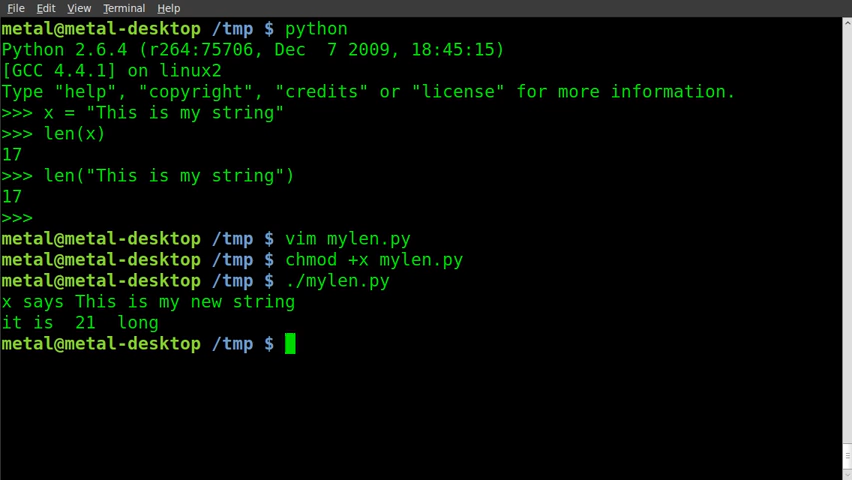 File Edit View Terminal Help
metal@metal-desktop /tmp $ python
Python 2.6.4 (r264:75706, Dec  7 2009, 18:45:15)
[GCC 4.4.1] on linux2
Type "help", "copyright", "credits" or "license" for more information.
>>> x = "This is my string"
>>> len(x)
17
>>> len("This is my string")
17
>>>
metal@metal-desktop /tmp $ vim mylen.py
metal@metal-desktop /tmp $ chmod +x mylen.py
metal@metal-desktop /tmp $ ./mylen.py
x says This is my new string
it is  21  long
metal@metal-desktop /tmp $